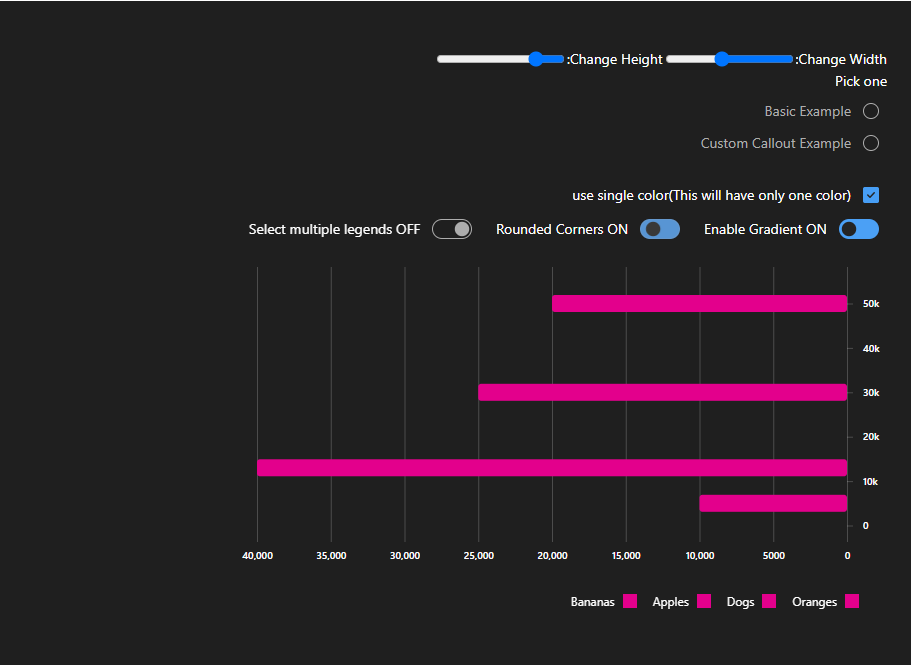 :Change Height :Change Width
Pick one
Basic Example
Custom Callout Example
use single color(This will have only one color)
Select multiple legends OFF Rounded Corners ON Enable Gradient ON
50k
40k
30k
20k
10k
0
40,000 35,000 30,000 25,000 20,000 15,000 10,000 5000 0
Bananas Apples Dogs Oranges